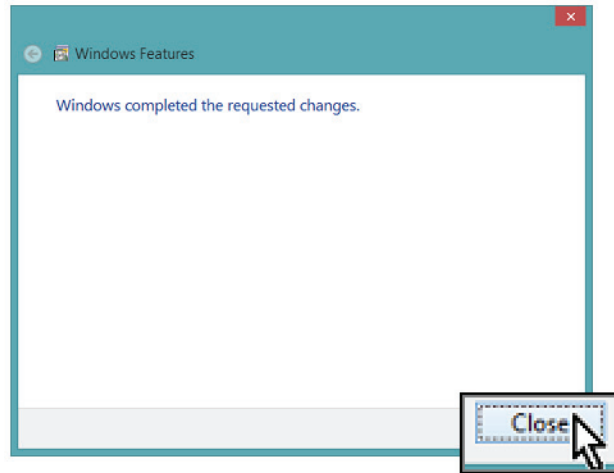 Windows Features
Windows completed the requested changes.
Close